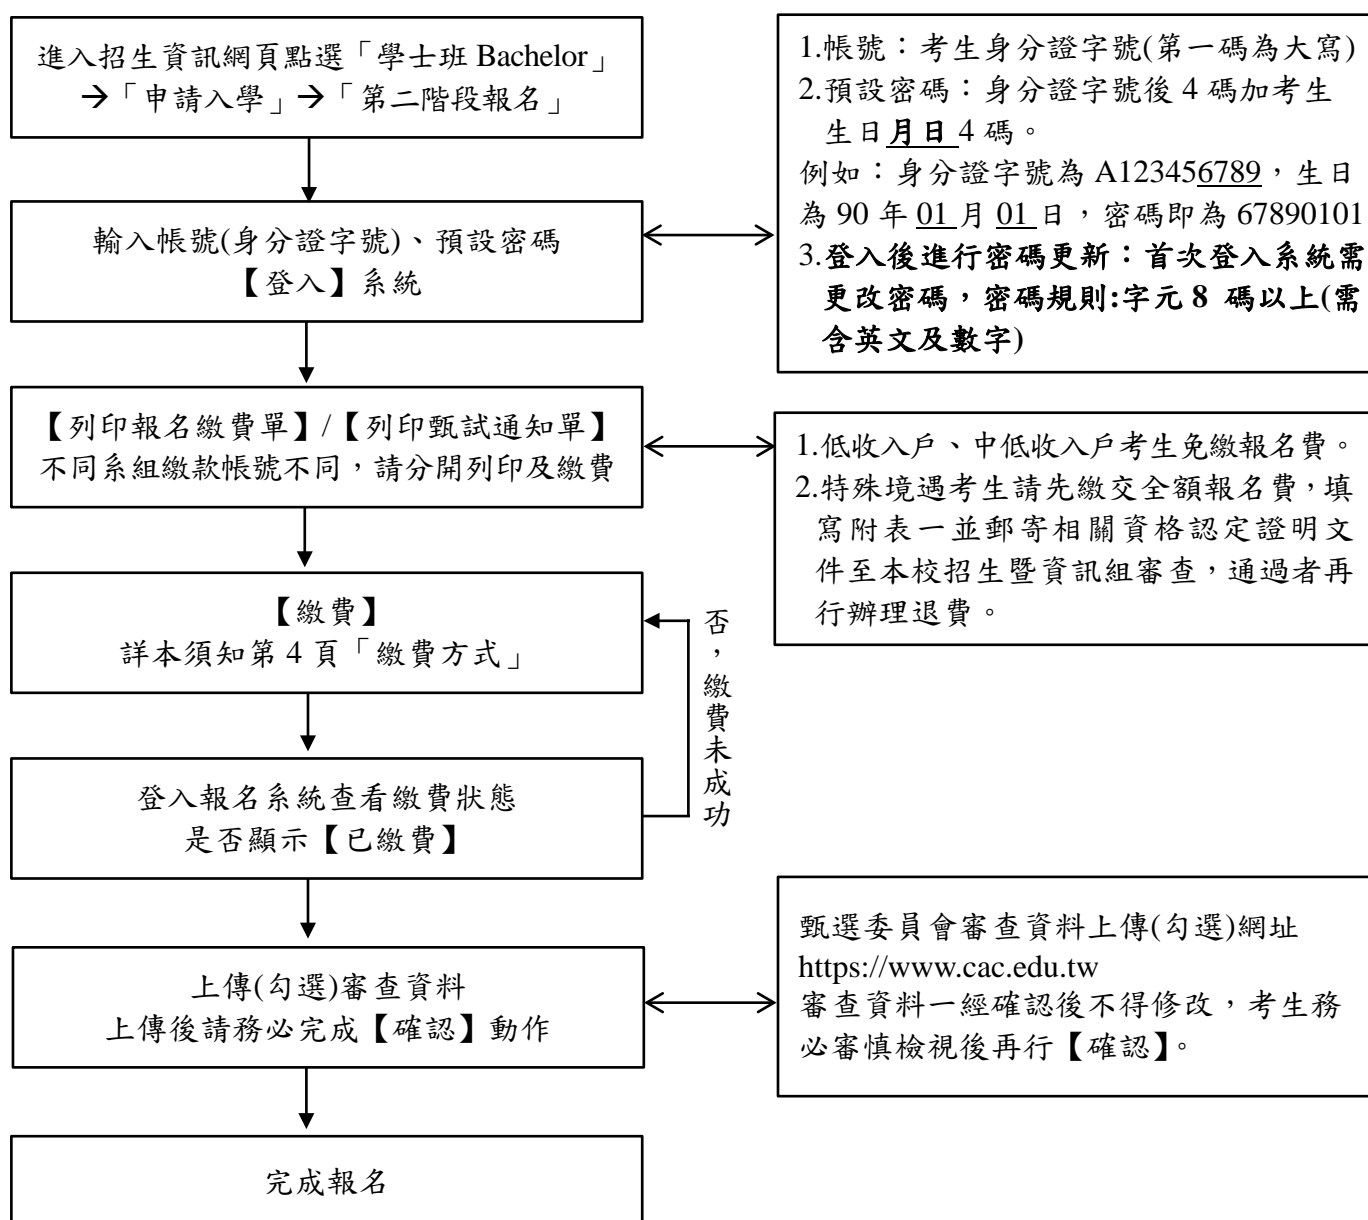 進入招生資訊網頁點選「學士班 Bachelor」
→「申請入學」→「第二階段報名」
1.帳號：考生身分證字號(第一碼為大寫)
2.預設密碼：身分證字號後 4 碼加考生
生日月日 4 碼。
例如：身分證字號為 A123456789，生日
為 90 年 01 月 01 日，密碼即為 67890101
3.登入後進行密碼更新：首次登入系統需
更改密碼，密碼規則:字元 8 碼以上(需
含英文及數字)
輸入帳號(身分證字號)、預設密碼
【登入】系統
【列印報名繳費單】/【列印甄試通知單】
不同系組繳款帳號不同，請分開列印及繳費
1.低收入戶、中低收入戶考生免繳報名費。
2.特殊境遇考生請先繳交全額報名費，填
寫附表一並郵寄相關資格認定證明文
件至本校招生暨資訊組審查，通過者再
行辦理退費。
【繳費】
詳本須知第 4 頁「繳費方式」
否，繳費未成功
登入報名系統查看繳費狀態
是否顯示【已繳費】
上傳(勾選)審查資料
上傳後請務必完成【確認】動作
甄選委員會審查資料上傳(勾選)網址
https://www.cac.edu.tw
審查資料一經確認後不得修改，考生務
必審慎檢視後再行【確認】。
完成報名